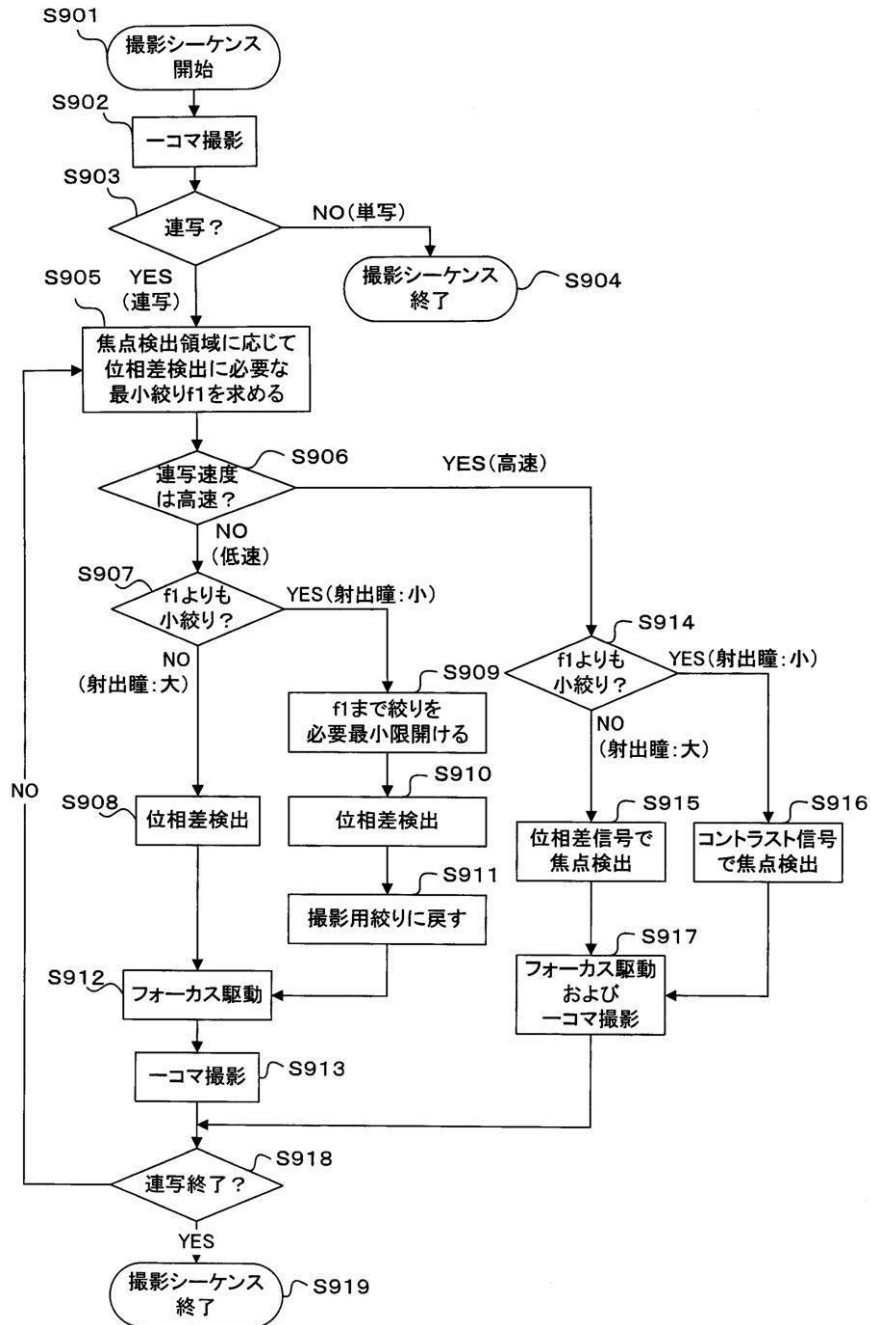 S901
撮影シーケンス
開始
S902
一コマ撮影
S903
連写？
NO(単写)
撮影シーケンス
終了
S904
YES
(連写)
S905
焦点検出領域に応じて
位相差検出に必要な
最小絞りf1を求める
S906
連写速度
は高速？
YES(高速)
NO
(低速)
S907
f1よりも
小絞り？
YES(射出瞳:小)
NO
(射出瞳:大)
S914
f1よりも
小絞り？
YES(射出瞳:小)
NO
(射出瞳:大)
S909
f1まで絞りを
必要最小限開ける
S908
位相差検出
S910
位相差検出
S915
位相差信号で
焦点検出
S916
コントラスト信号
で焦点検出
S911
撮影用絞りに戻す
S912
フォーカス駆動
S917
フォーカス駆動
および
一コマ撮影
一コマ撮影
S913
S918
連写終了？
NO
YES
撮影シーケンス
終了
S919